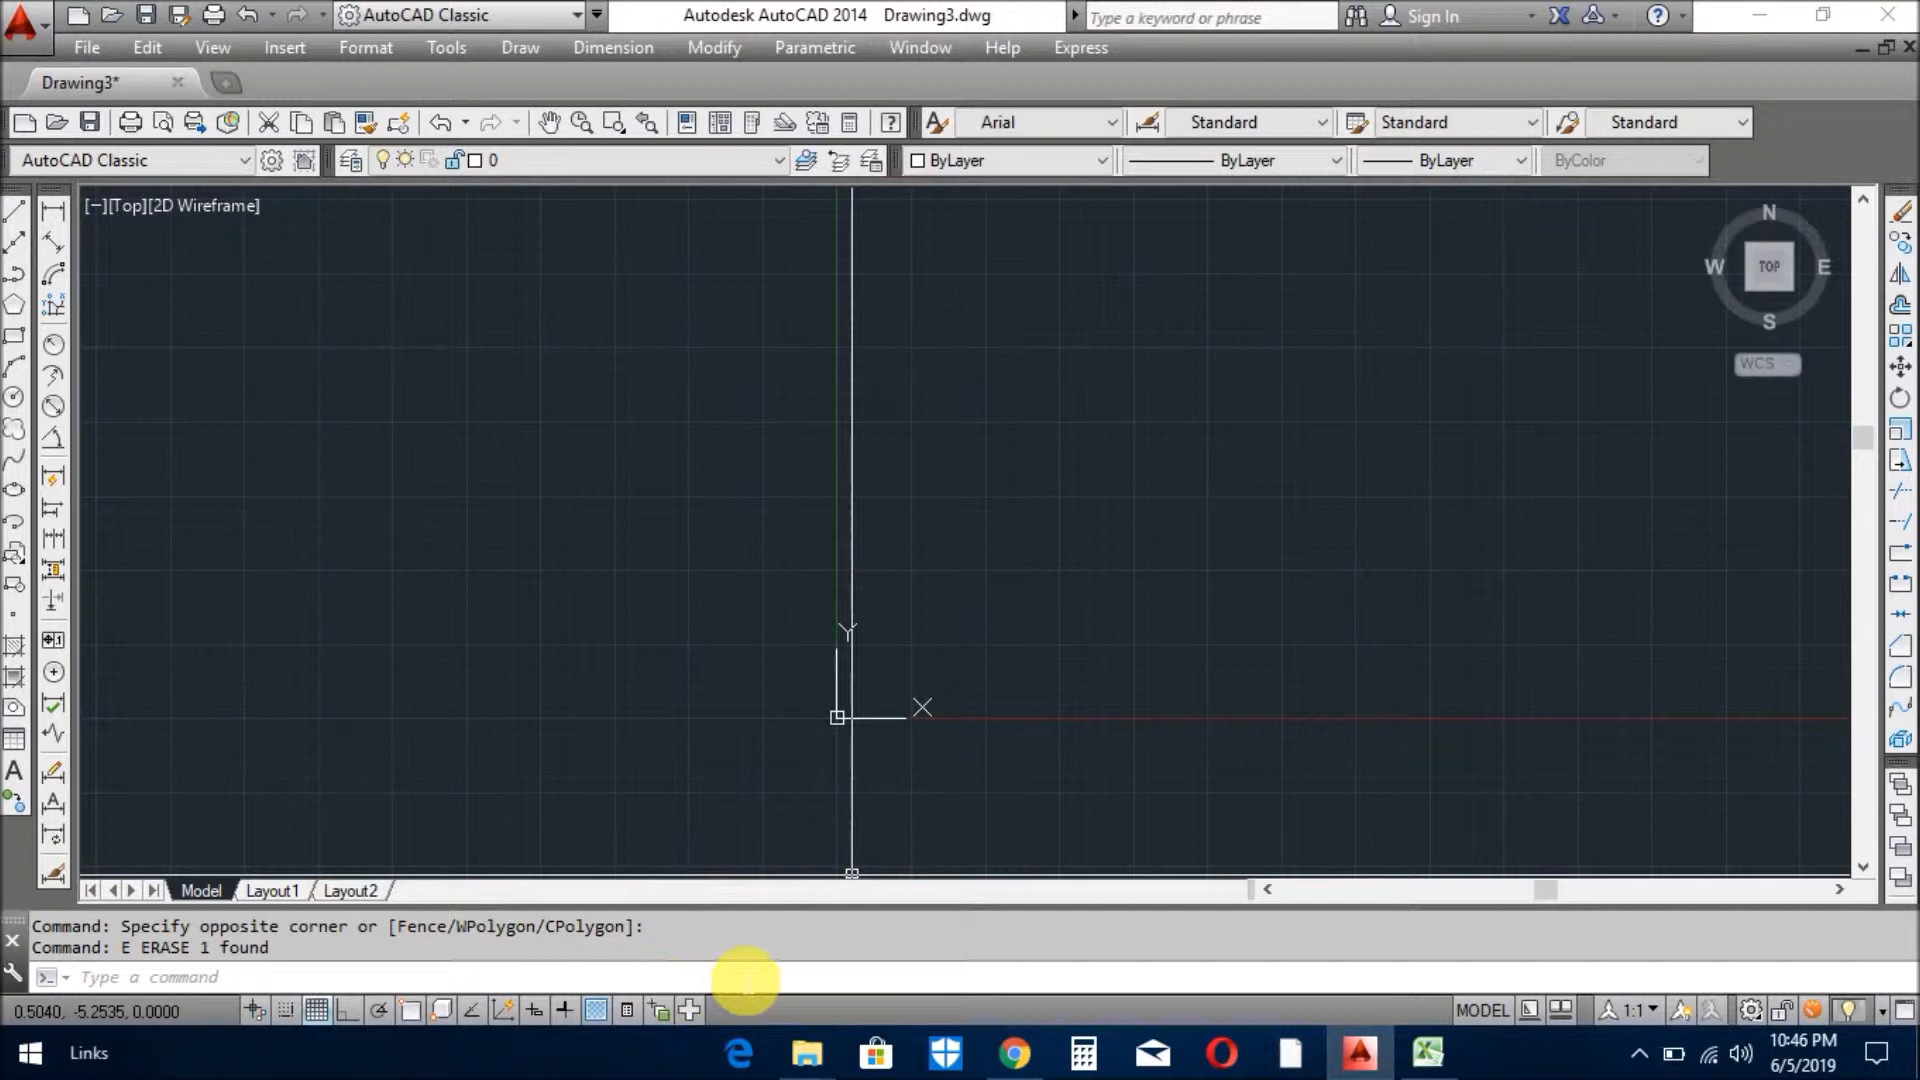 AutoCAD Classic
Autodesk AutoCAD 2014 Drawing3.dwg
Type a keyword or phrase
Sign In
File Edit View Insert Format Tools Draw Dimension Modify Parametric Window Help Express
Drawing3*
Arial
Standard
Standard
Standard
AutoCAD Classic
0
ByLayer
ByLayer
ByLayer
ByColor
[−][Top][2D Wireframe]
N
W
TOP
E
S
WCS
Y
X
Model Layout1 Layout2
Command: Specify opposite corner or [Fence/WPolygon/CPolygon]:
Command: E ERASE 1 found
Type a command
0.5040, -5.2535, 0.0000
MODEL
1:1
Links
10:46 PM
6/5/2019